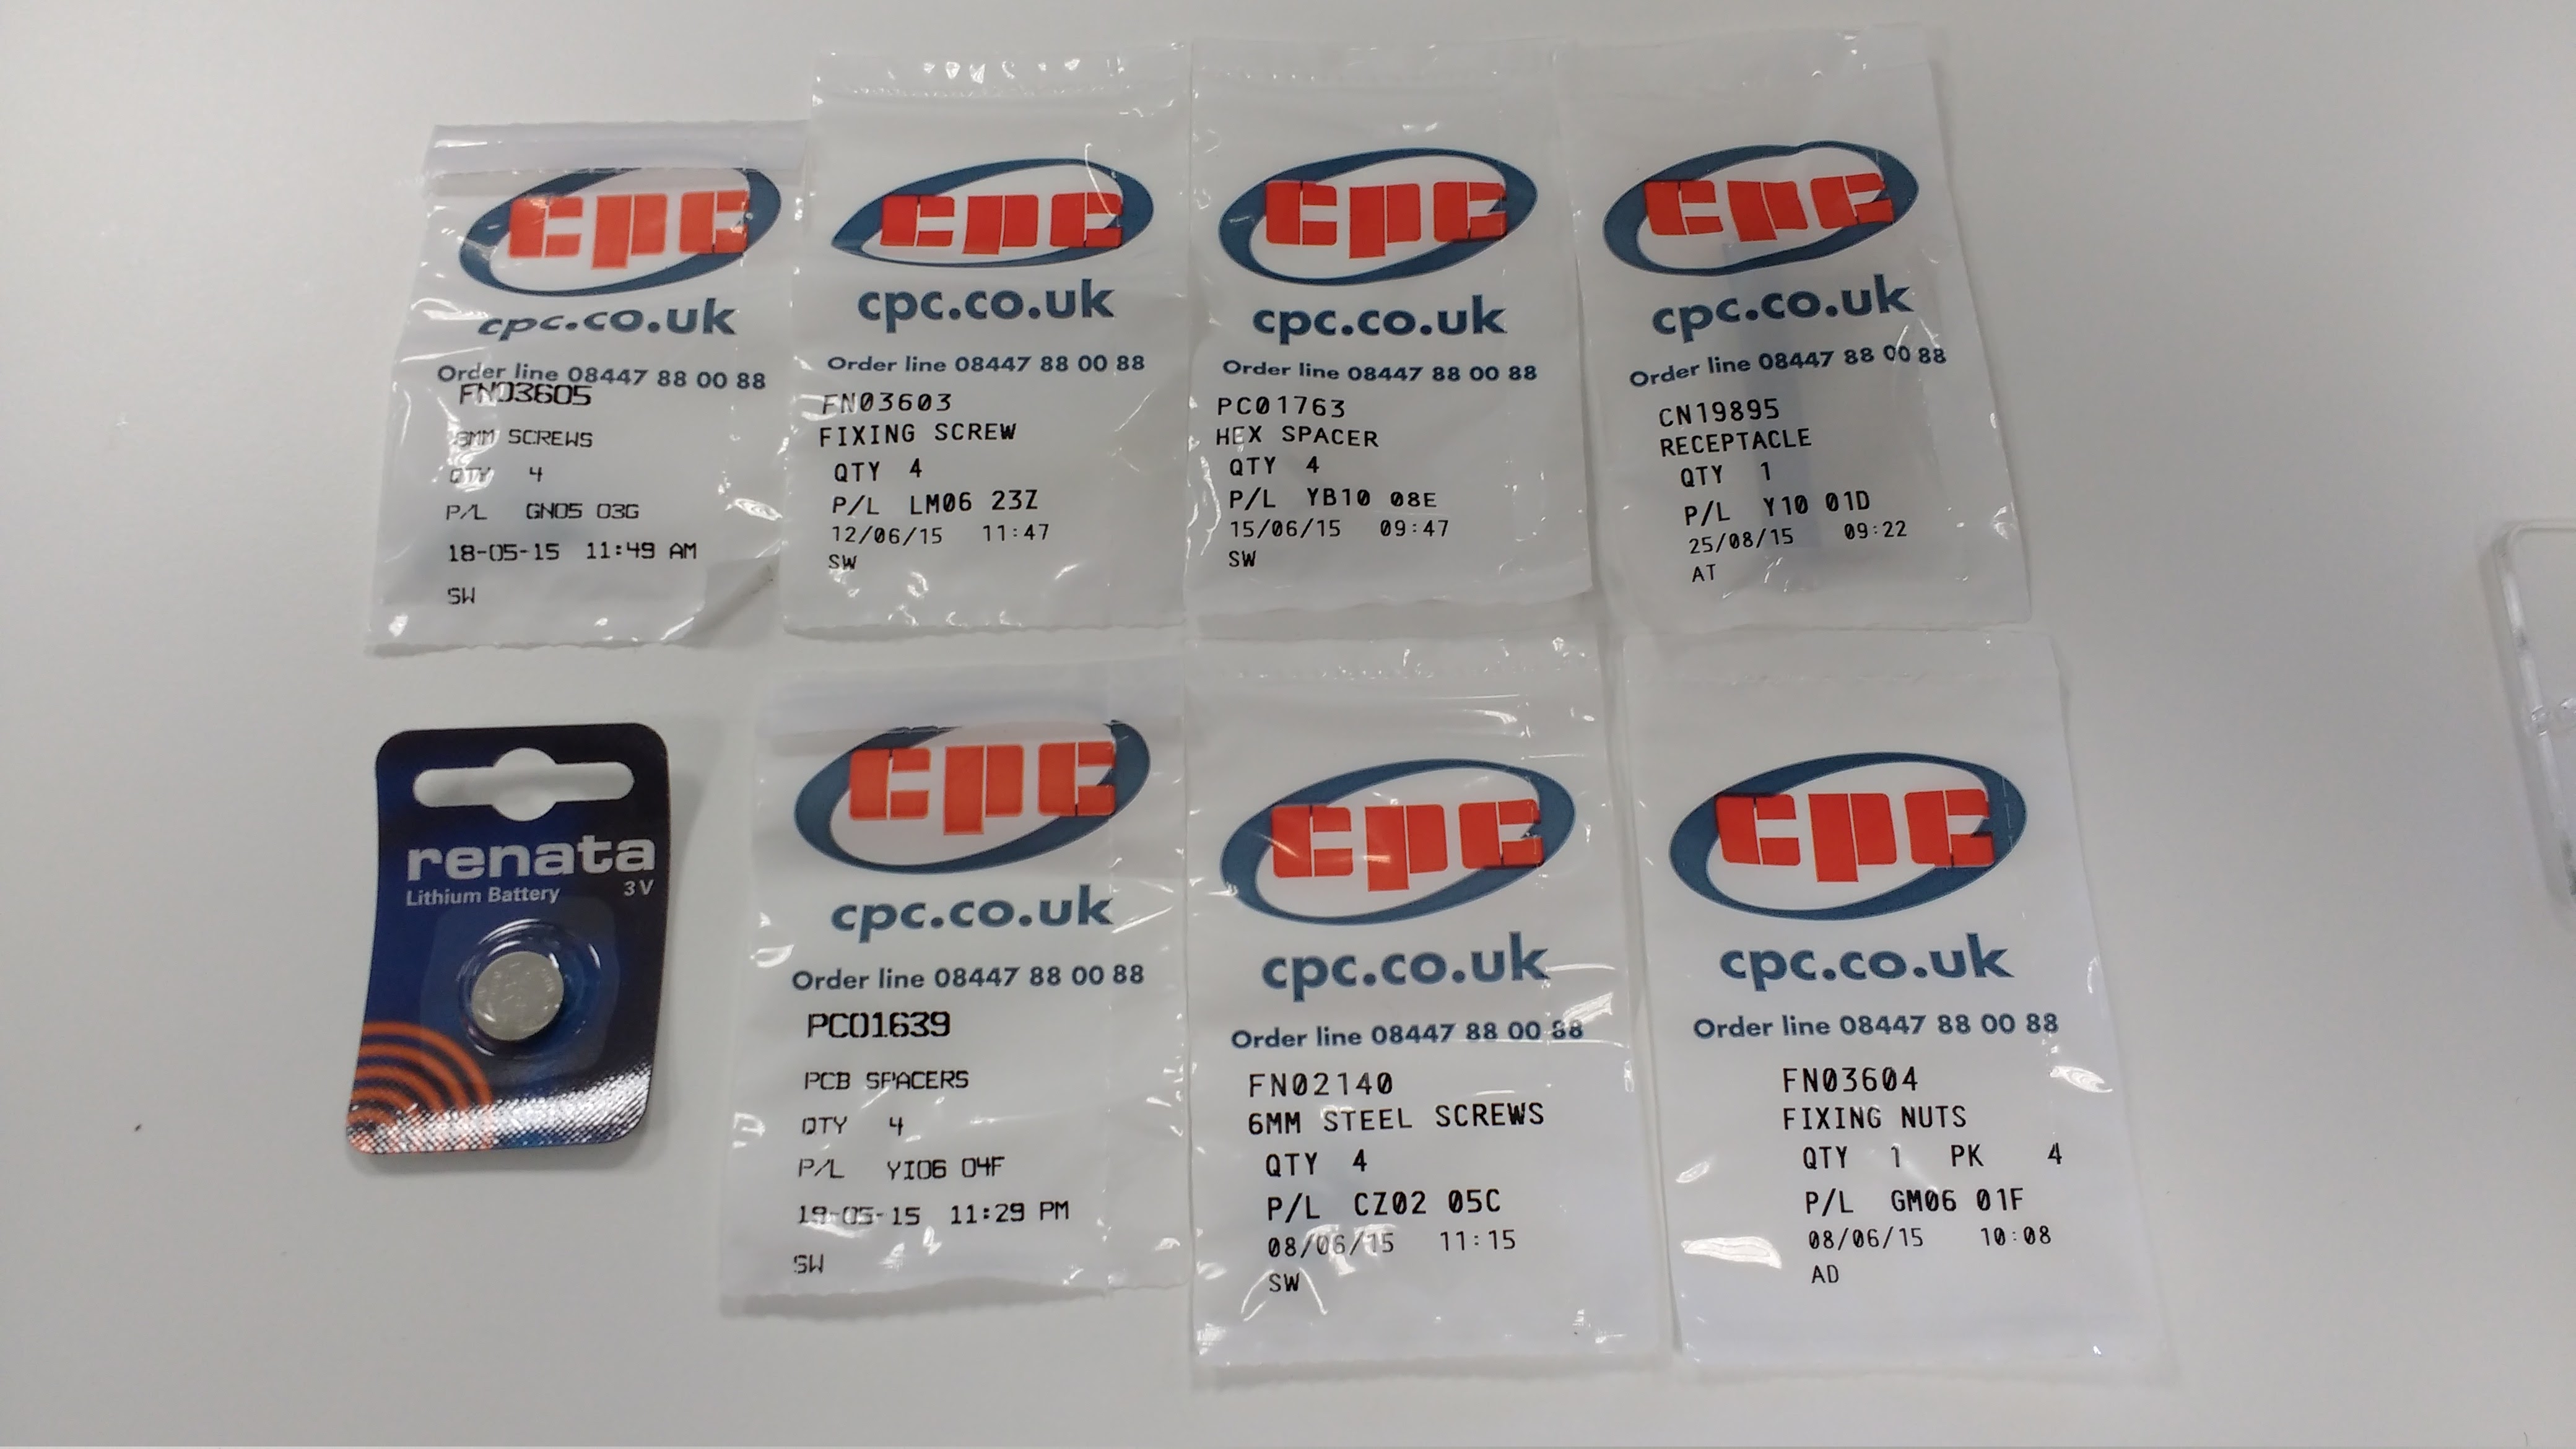 cpc
cpc.co.uk
Order line 08447 88 00 88
FN03605
SCREWS
QTY 4
P/L GN05 03G
18-05-15 11:49 AM
SW
cpc
cpc.co.uk
Order line 08447 88 00 88
FN03603
FIXING SCREW
QTY 4
P/L LM06 23Z
12/06/15 11:47
SW
cpc
cpc.co.uk
Order line 08447 88 00 88
PC01763
HEX SPACER
QTY 4
P/L YB10 08E
15/06/15 09:47
SW
cpc
cpc.co.uk
Order line 08447 88 00 88
CN19895
RECEPTACLE
QTY 1
P/L Y10 01D
25/08/15 09:22
AT
renata
Lithium Battery 3V
cpc
cpc.co.uk
Order line 08447 88 00 88
PC01639
PCB SPACERS
QTY 4
P/L YI06 04F
19-05-15 11:29 PM
SW
cpc
cpc.co.uk
Order line 08447 88 00 88
FN02140
6MM STEEL SCREWS
QTY 4
P/L CZ02 05C
08/06/15 11:15
SW
cpc
cpc.co.uk
Order line 08447 88 00 88
FN03604
FIXING NUTS
QTY 1 PK 4
P/L GM06 01F
08/06/15 10:08
AD